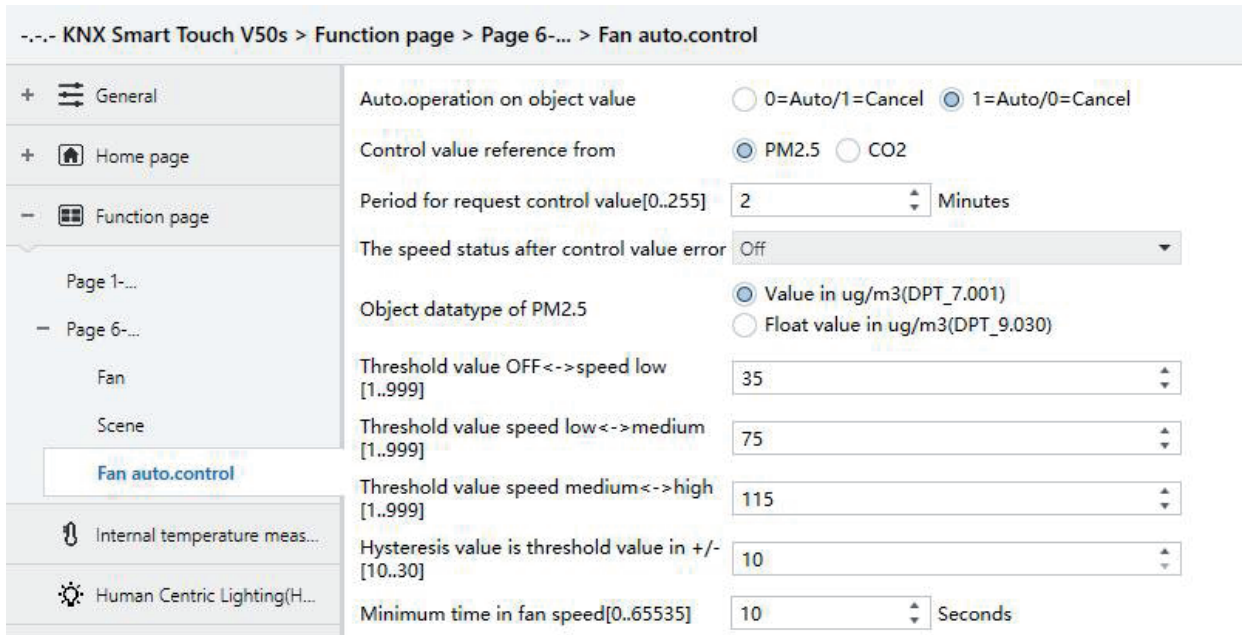 -.-.- KNX Smart Touch V50s > Function page > Page 6-... > Fan auto.control
+ General
+ Home page
− Function page
Page 1-...
− Page 6-...
Fan
Scene
Fan auto.control
Internal temperature meas...
Human Centric Lighting(H...
Auto.operation on object value 0=Auto/1=Cancel 1=Auto/0=Cancel
Control value reference from PM2.5 CO2
Period for request control value[0..255] 2 Minutes
The speed status after control value error Off
Object datatype of PM2.5 Value in ug/m3(DPT_7.001)
Float value in ug/m3(DPT_9.030)
Threshold value OFF<->speed low
[1..999] 35
Threshold value speed low<->medium
[1..999] 75
Threshold value speed medium<->high
[1..999] 115
Hysteresis value is threshold value in +/-
[10..30] 10
Minimum time in fan speed[0..65535] 10 Seconds